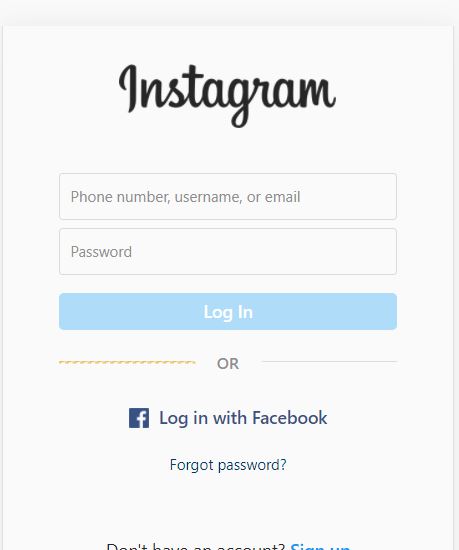 Instagram
Phone number, username, or email
Password
Log In
OR
Log in with Facebook
Forgot password?
Don't have an account? Sign up